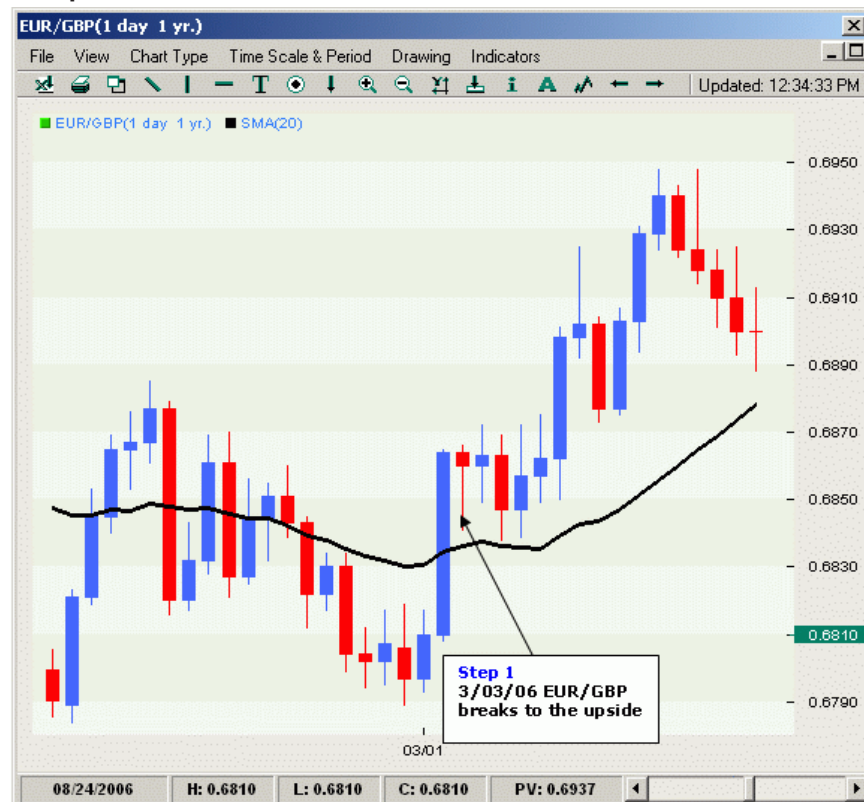 EUR/GBP(1 day 1 yr.)
File View Chart Type Time Scale & Period Drawing Indicators
T i A Updated: 12:34:33 PM
EUR/GBP(1 day 1 yr.) SMA(20)
0.6950
0.6930
0.6910
0.6890
0.6870
0.6850
0.6830
0.6810
0.6790
Step 1
3/03/06 EUR/GBP
breaks to the upside
03/01
08/24/2006 H: 0.6810 L: 0.6810 C: 0.6810 PV: 0.6937